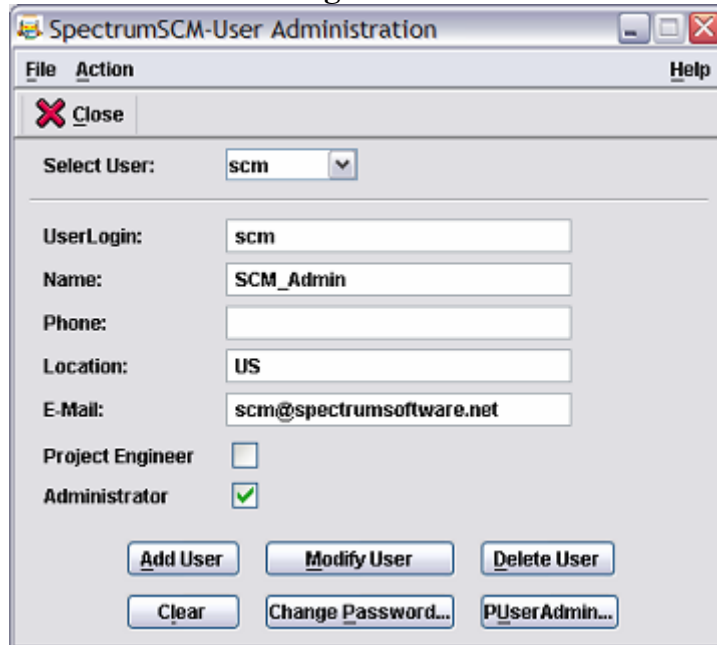 SpectrumSCM-User Administration
File Action Help
Close
Select User: scm
UserLogin: scm
Name: SCM_Admin
Phone:
Location: US
E-Mail: scm@spectrumsoftware.net
Project Engineer
Administrator
Add User Modify User Delete User
Clear Change Password... PUserAdmin...